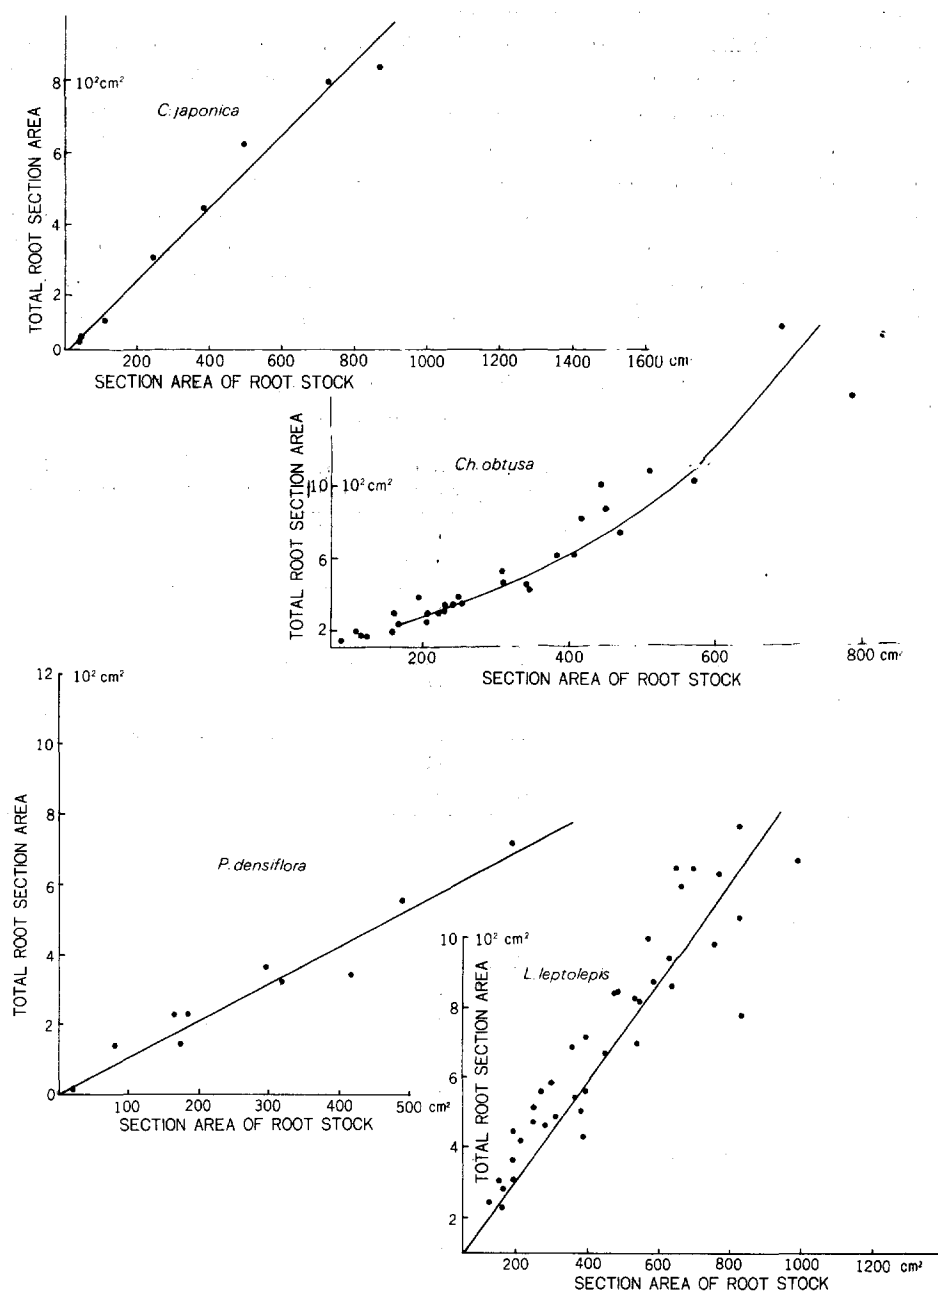 8 10²cm²
C. japonica
6
4
2
0
TOTAL ROOT SECTION AREA
200 400 600 800 1000 1200 1400 1600 cm²
SECTION AREA OF ROOT STOCK
Ch. obtusa
10 10²cm²
6
2
TOTAL ROOT SECTION AREA
200 400 600 800 cm²
SECTION AREA OF ROOT STOCK
12 10² cm²
10
8
P. densiflora
6
4
2
0
TOTAL ROOT SECTION AREA
100 200 300 400 500 cm²
SECTION AREA OF ROOT STOCK
10 10² cm²
L. leptolepis
8
6
4
2
TOTAL ROOT SECTION AREA
200 400 600 800 1000 1200 cm²
SECTION AREA OF ROOT STOCK